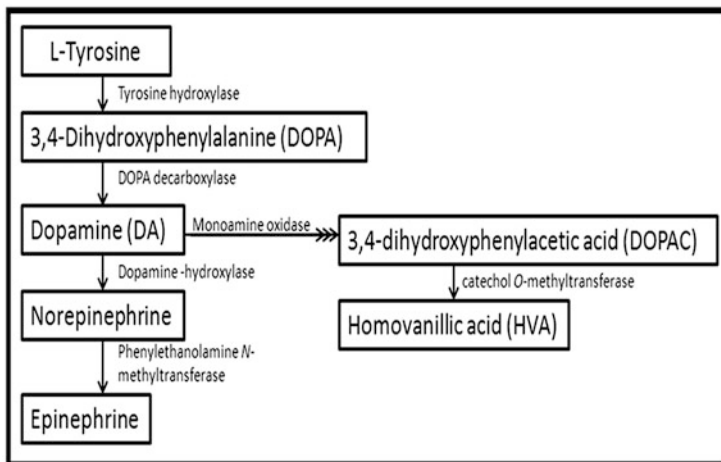 L-Tyrosine
Tyrosine hydroxylase
3,4-Dihydroxyphenylalanine (DOPA)
DOPA decarboxylase
Dopamine (DA)
Monoamine oxidase
3,4-dihydroxyphenylacetic acid (DOPAC)
Dopamine -hydroxylase
catechol O-methyltransferase
Norepinephrine
Homovanillic acid (HVA)
Phenylethanolamine N-
methyltransferase
Epinephrine